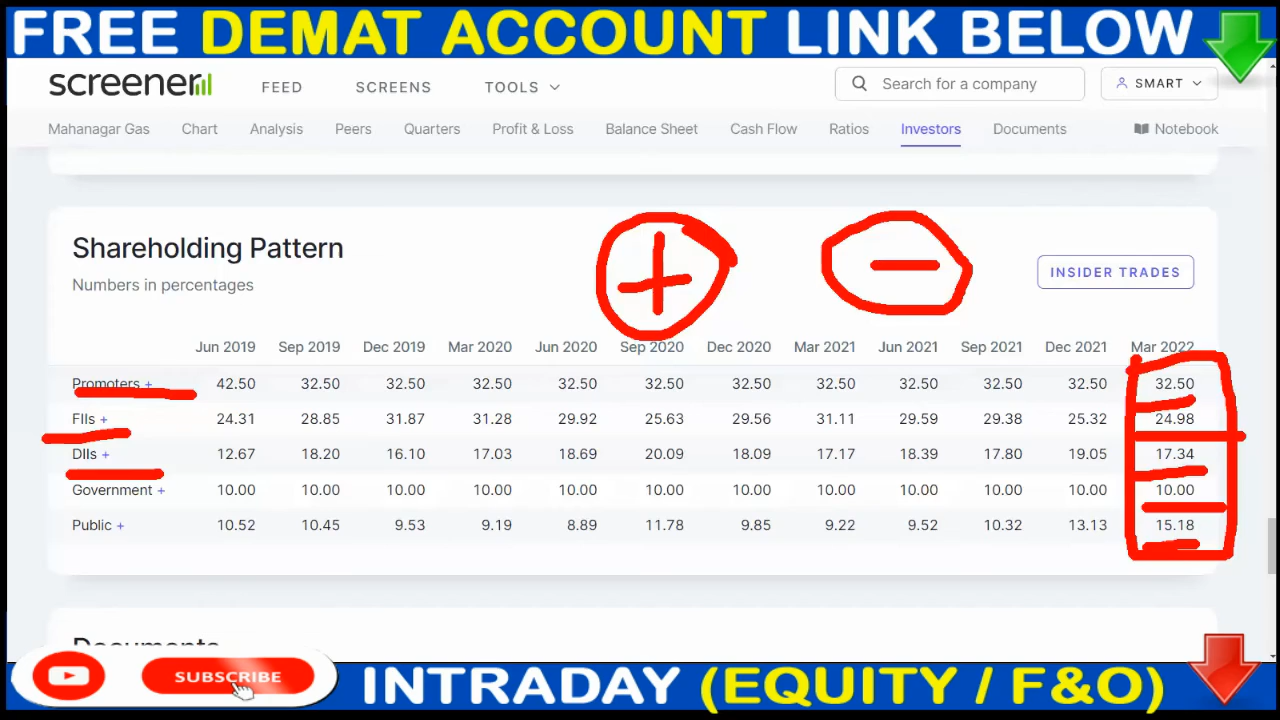 FREE DEMAT ACCOUNT LINK BELOW
screener FEED SCREENS TOOLS Search for a company SMART
Mahanagar Gas Chart Analysis Peers Quarters Profit & Loss Balance Sheet Cash Flow Ratios Investors Documents Notebook
Shareholding Pattern
Numbers in percentages
INSIDER TRADES
Jun 2019 Sep 2019 Dec 2019 Mar 2020 Jun 2020 Sep 2020 Dec 2020 Mar 2021 Jun 2021 Sep 2021 Dec 2021 Mar 2022
Promoters + 42.50 32.50 32.50 32.50 32.50 32.50 32.50 32.50 32.50 32.50 32.50 32.50
FIIs + 24.31 28.85 31.87 31.28 29.92 25.63 29.56 31.11 29.59 29.38 25.32 24.98
DIIs + 12.67 18.20 16.10 17.03 18.69 20.09 18.09 17.17 18.39 17.80 19.05 17.34
Government + 10.00 10.00 10.00 10.00 10.00 10.00 10.00 10.00 10.00 10.00 10.00 10.00
Public + 10.52 10.45 9.53 9.19 8.89 11.78 9.85 9.22 9.52 10.32 13.13 15.18
Documents
SUBSCRIBE
INTRADAY (EQUITY / F&O)